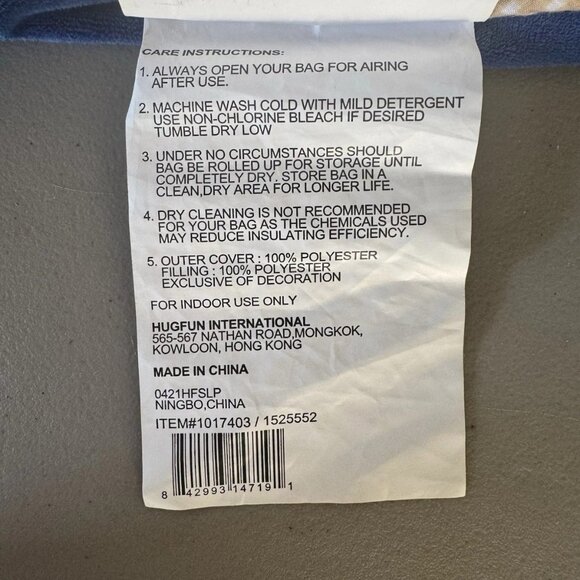 CARE INSTRUCTIONS:
1. ALWAYS OPEN YOUR BAG FOR AIRING
AFTER USE.
2. MACHINE WASH COLD WITH MILD DETERGENT
USE NON-CHLORINE BLEACH IF DESIRED
TUMBLE DRY LOW
3. UNDER NO CIRCUMSTANCES SHOULD
BAG BE ROLLED UP FOR STORAGE UNTIL
COMPLETELY DRY. STORE BAG IN A
CLEAN,DRY AREA FOR LONGER LIFE.
4. DRY CLEANING IS NOT RECOMMENDED
FOR YOUR BAG AS THE CHEMICALS USED
MAY REDUCE INSULATING EFFICIENCY.
5. OUTER COVER : 100% POLYESTER
FILLING : 100% POLYESTER
EXCLUSIVE OF DECORATION
FOR INDOOR USE ONLY
HUGFUN INTERNATIONAL
565-567 NATHAN ROAD,MONGKOK,
KOWLOON, HONG KONG
MADE IN CHINA
0421HFSLP
NINGBO,CHINA
ITEM#1017403 / 1525552
8 42993 14719 1